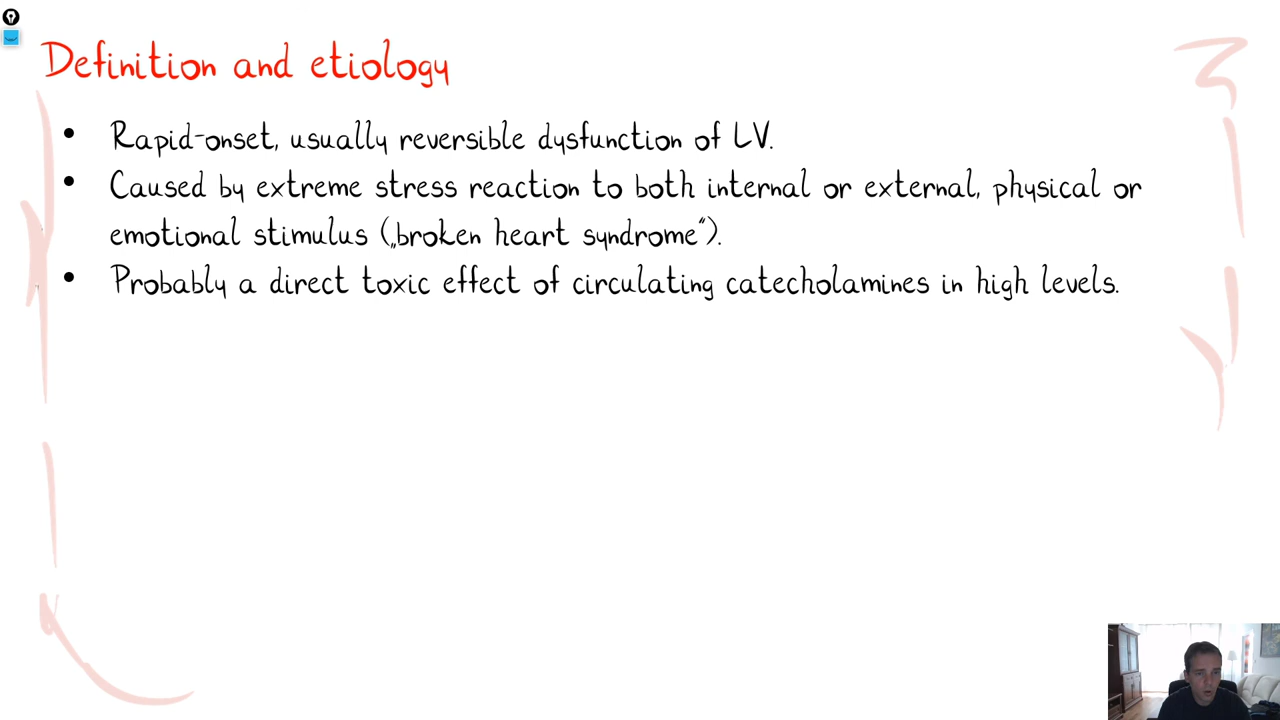 Definition and etiology
• Rapid-onset, usually reversible dysfunction of LV.
• Caused by extreme stress reaction to both internal or external, physical or
emotional stimulus („broken heart syndrome“).
• Probably a direct toxic effect of circulating catecholamines in high levels.